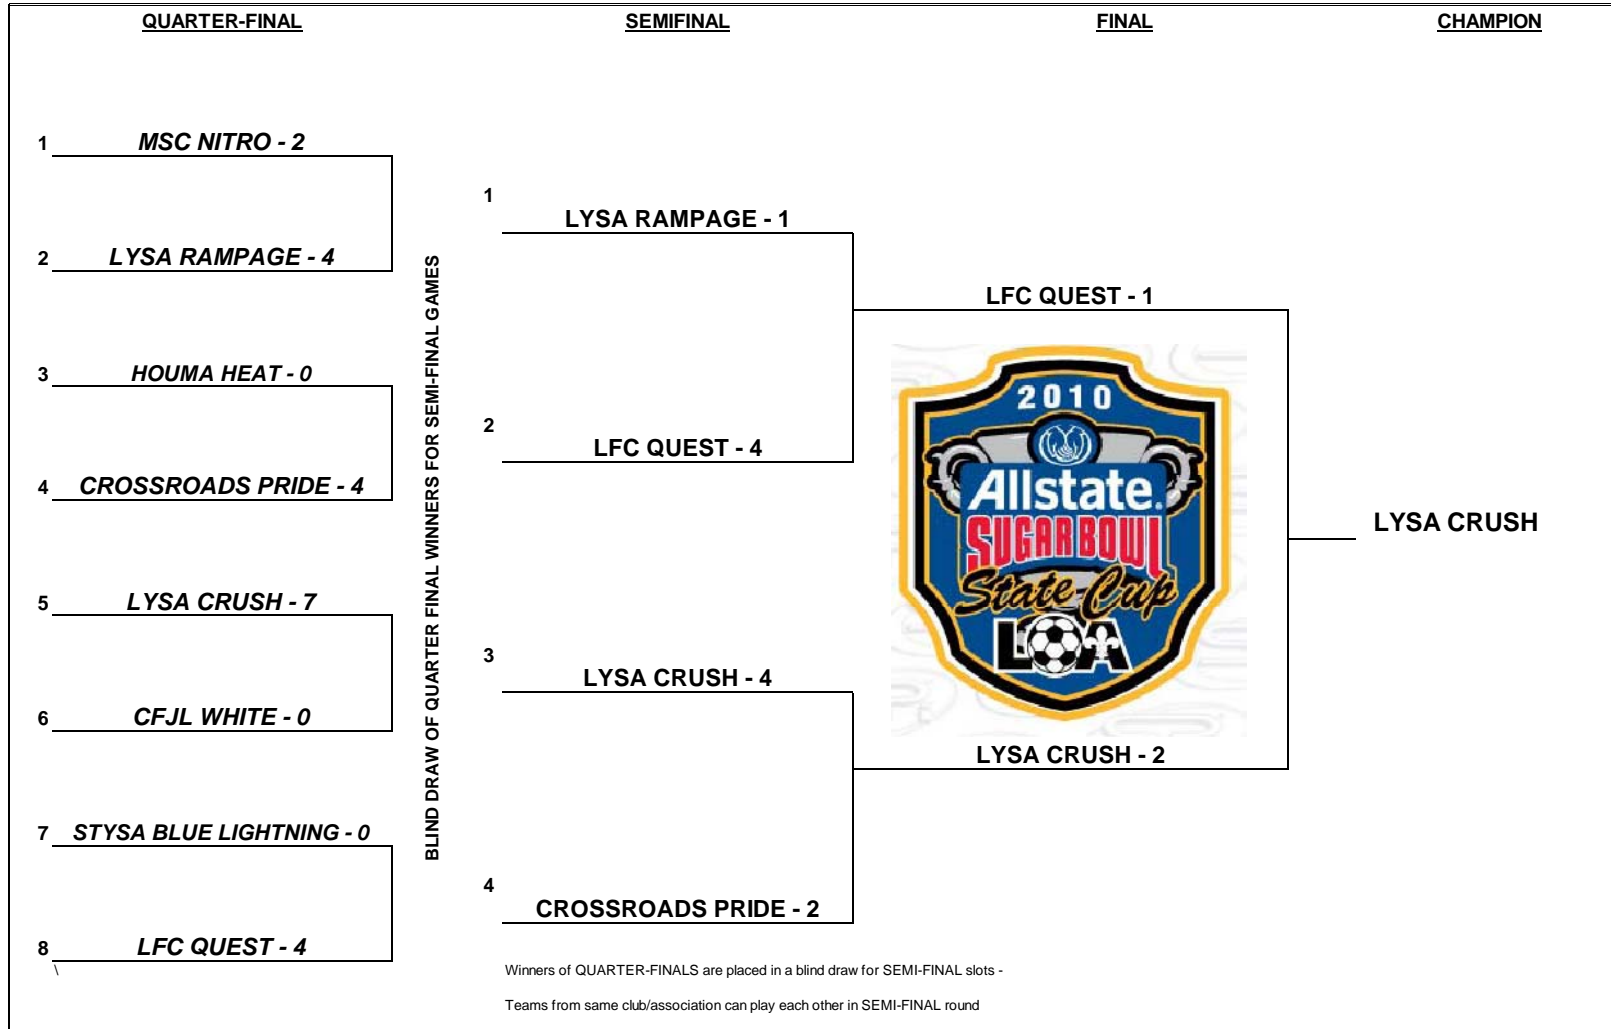 QUARTER-FINAL
SEMIFINAL
FINAL
CHAMPION
1 MSC NITRO - 2
2 LYSA RAMPAGE - 4
3 HOUMA HEAT - 0
4 CROSSROADS PRIDE - 4
5 LYSA CRUSH - 7
6 CFJL WHITE - 0
7 STYSA BLUE LIGHTNING - 0
8 LFC QUEST - 4
\
BLIND DRAW OF QUARTER FINAL WINNERS FOR SEMI-FINAL GAMES
1
LYSA RAMPAGE - 1
2
LFC QUEST - 4
3
LYSA CRUSH - 4
4
CROSSROADS PRIDE - 2
LFC QUEST - 1
2010
Allstate.
SUGAR BOWL
State Cup
LSA
LYSA CRUSH - 2
LYSA CRUSH
Winners of QUARTER-FINALS are placed in a blind draw for SEMI-FINAL slots -
Teams from same club/association can play each other in SEMI-FINAL round